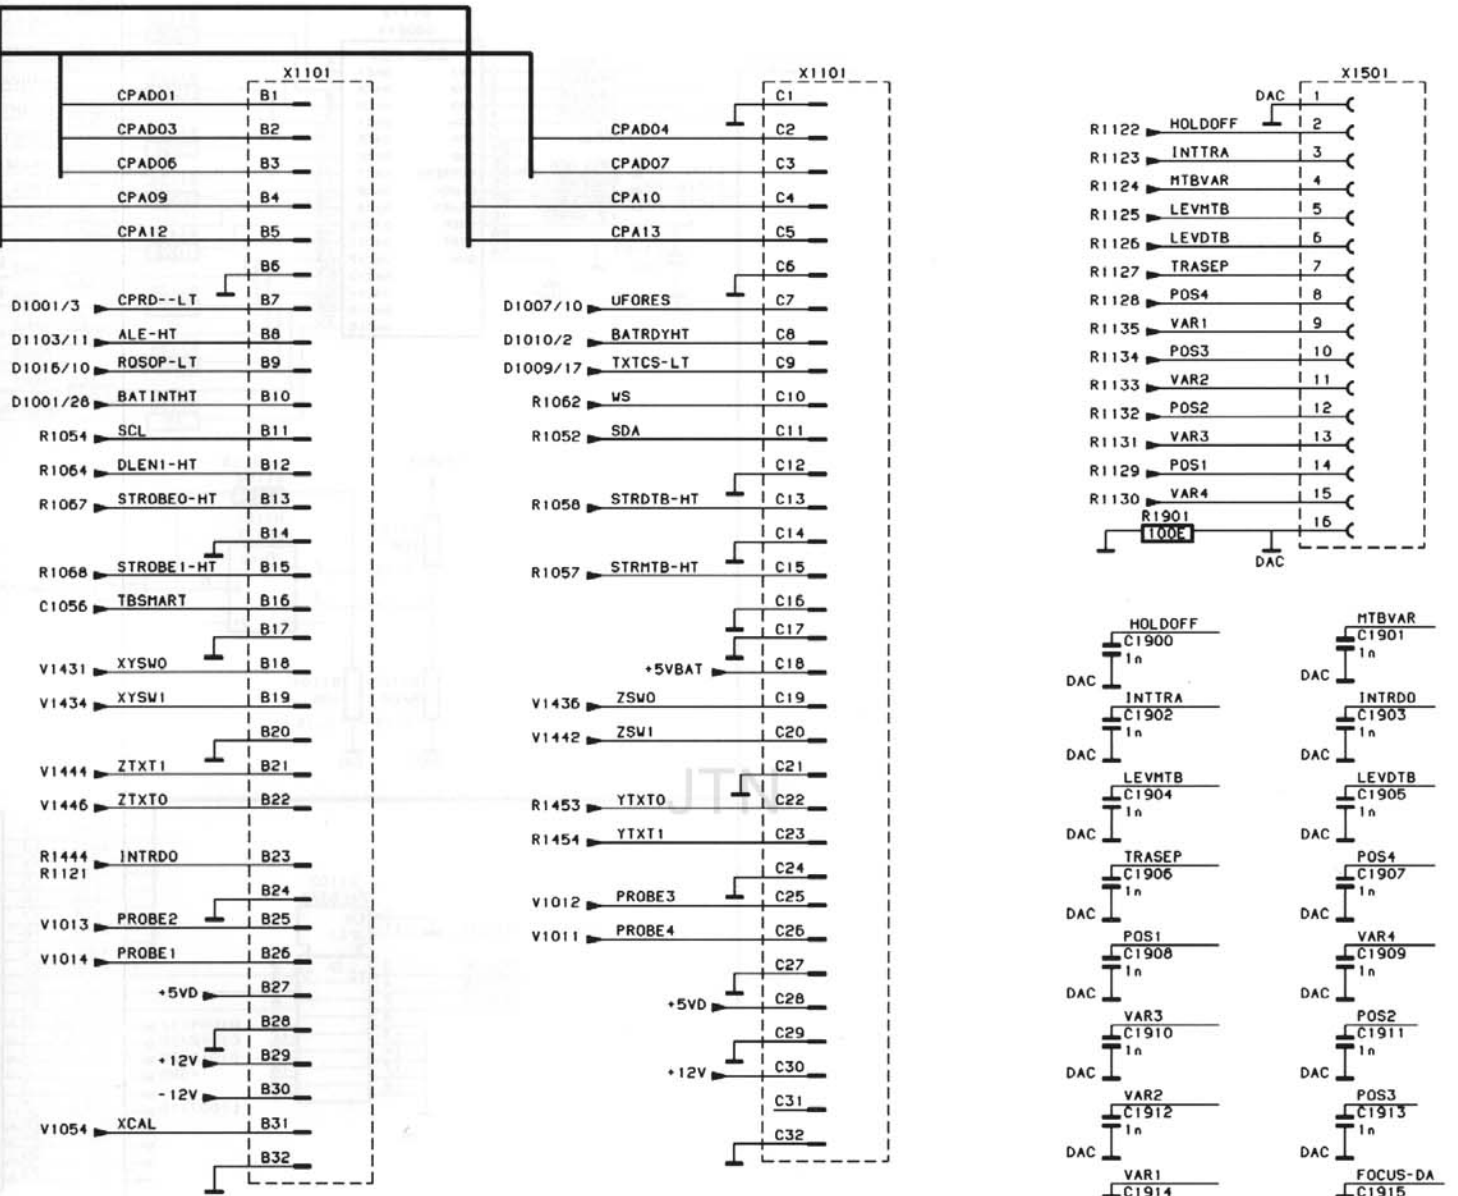 X1101
CPADO1 B1
CPADO3 B2
CPADO6 B3
CPA09 B4
CPA12 B5
B6
D1001/3 CPRD--LT B7
D1103/11 ALE-HT B8
D1016/10 ROSOP-LT B9
D1001/28 BATINTHT B10
R1054 SCL B11
R1064 DLEN1-HT B12
R1067 STROBE0-HT B13
B14
R1068 STROBE1-HT B15
C1056 TBSMART B16
B17
V1431 XYSW0 B18
V1434 XYSW1 B19
B20
V1444 ZTXT1 B21
V1446 ZTXT0 B22
R1444 INTRDO B23
R1121
B24
V1013 PROBE2 B25
V1014 PROBE1 B26
+5VD B27
B28
+12V B29
-12V B30
V1054 XCAL B31
B32
X1101
C1
CPADO4 C2
CPADO7 C3
CPA10 C4
CPA13 C5
C6
D1007/10 UFORES C7
D1010/2 BATRDYHT C8
D1009/17 TXTCS-LT C9
R1062 WS C10
R1052 SDA C11
C12
R1058 STRDTB-HT C13
C14
R1057 STRMTB-HT C15
C16
C17
+5VBAT C18
V1436 ZSW0 C19
V1442 ZSW1 C20
C21
R1453 YTXT0 C22
R1454 YTXT1 C23
C24
V1012 PROBE3 C25
V1011 PROBE4 C26
C27
+5VD C28
C29
+12V C30
C31
C32
JTN
X1501
DAC 1
R1122 HOLDOFF 2
R1123 INTTRA 3
R1124 MTBVAR 4
R1125 LEVMTB 5
R1126 LEVDTB 6
R1127 TRASEP 7
R1128 POS4 8
R1135 VAR1 9
R1134 POS3 10
R1133 VAR2 11
R1132 POS2 12
R1131 VAR3 13
R1129 POS1 14
R1130 VAR4 15
R1901 16
100E
DAC
HOLDOFF
C1900
1n
DAC
MTBVAR
C1901
1n
DAC
INTTRA
C1902
1n
DAC
INTRDO
C1903
1n
DAC
LEVMTB
C1904
1n
DAC
LEVDTB
C1905
1n
DAC
TRASEP
C1906
1n
DAC
POS4
C1907
1n
DAC
POS1
C1908
1n
DAC
VAR4
C1909
1n
DAC
VAR3
C1910
1n
DAC
POS2
C1911
1n
DAC
VAR2
C1912
1n
DAC
POS3
C1913
1n
DAC
VAR1
C1914
FOCUS-DA
C1915